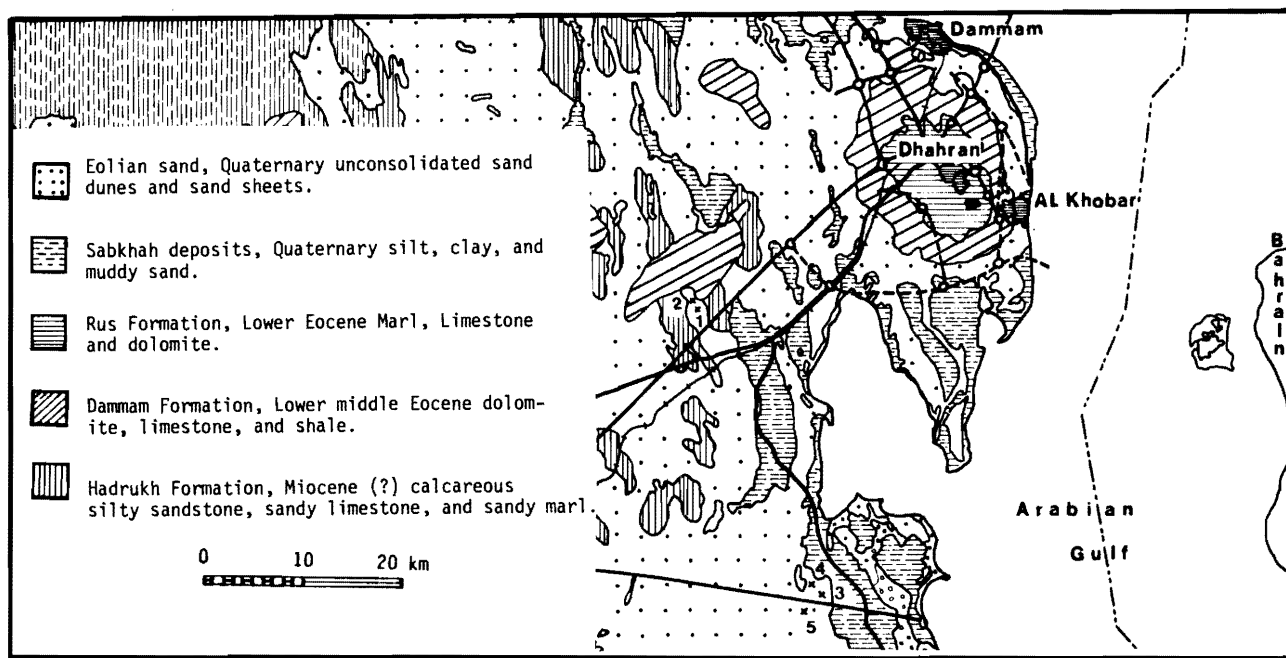 Eolian sand, Quaternary unconsolidated sand
dunes and sand sheets.
Sabkhah deposits, Quaternary silt, clay, and
muddy sand.
Rus Formation, Lower Eocene Marl, Limestone
and dolomite.
Dammam Formation, Lower middle Eocene dolom-
ite, limestone, and shale.
Hadrukh Formation, Miocene (?) calcareous
silty sandstone, sandy limestone, and sandy marl.
0 10 20 km
Dammam
Dhahran
AL Khobar
Bahrain
2
1
Arabian
Gulf
4
3
5